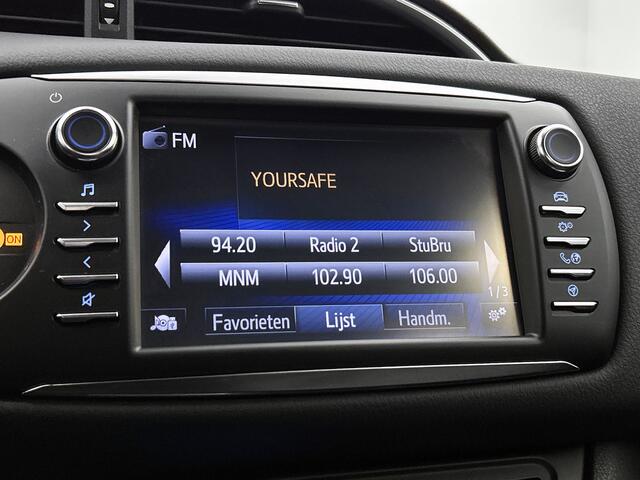 FM
YOURSAFE
94.20 Radio 2 StuBru
MNM 102.90 106.00
1/3
Favorieten Lijst Handm.
ON